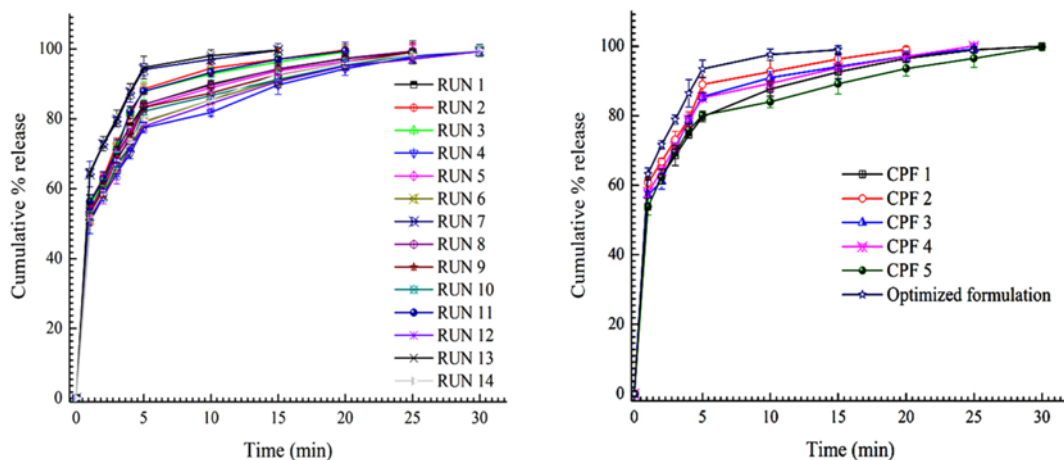 100
80
60
40
20
0
Cumulative % release
0 5 10 15 20 25 30
Time (min)
RUN 1
RUN 2
RUN 3
RUN 4
RUN 5
RUN 6
RUN 7
RUN 8
RUN 9
RUN 10
RUN 11
RUN 12
RUN 13
RUN 14
100
80
60
40
20
0
Cumulative % release
0 5 10 15 20 25 30
Time (min)
CPF 1
CPF 2
CPF 3
CPF 4
CPF 5
Optimized formulation